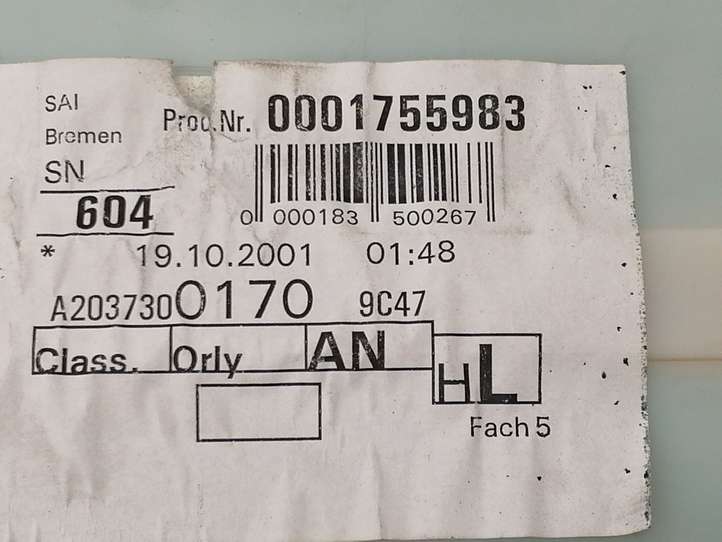 SAI
Bremen
SN
604
Prod.Nr. 0001755983
0 000183 500267
* 19.10.2001 01:48
A2037300170 9C47
Class. Orly AN HL
Fach 5